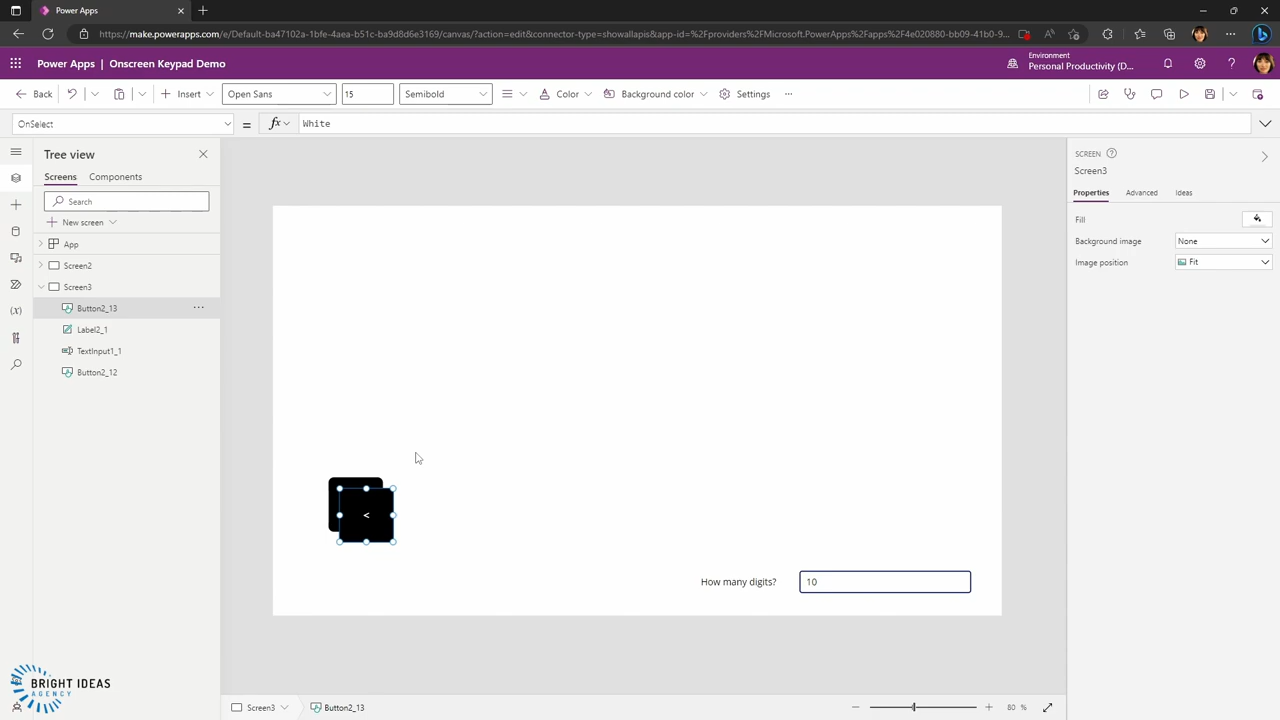 Power Apps
https://make.powerapps.com/e/Default-ba47102a-1bfe-4aea-b51c-ba9d8d6e3169/canvas/?action=edit&connector-type=showallapis&app-id=%2Fproviders%2FMicrosoft.PowerApps%2Fapps%2F4e020880-bb09-41b0-9...
Power Apps | Onscreen Keypad Demo
Environment
Personal Productivity (D...
Back
Insert
Open Sans
15
Semibold
Color
Background color
Settings
OnSelect
=
fx
White
Tree view
Screens
Components
Search
New screen
App
Screen2
Screen3
Button2_13
Label2_1
TextInput1_1
Button2_12
<
How many digits?
10
SCREEN
Screen3
Properties
Advanced
Ideas
Fill
Background image
None
Image position
Fit
BRIGHT IDEAS
AGENCY
Screen3
Button2_13
80 %